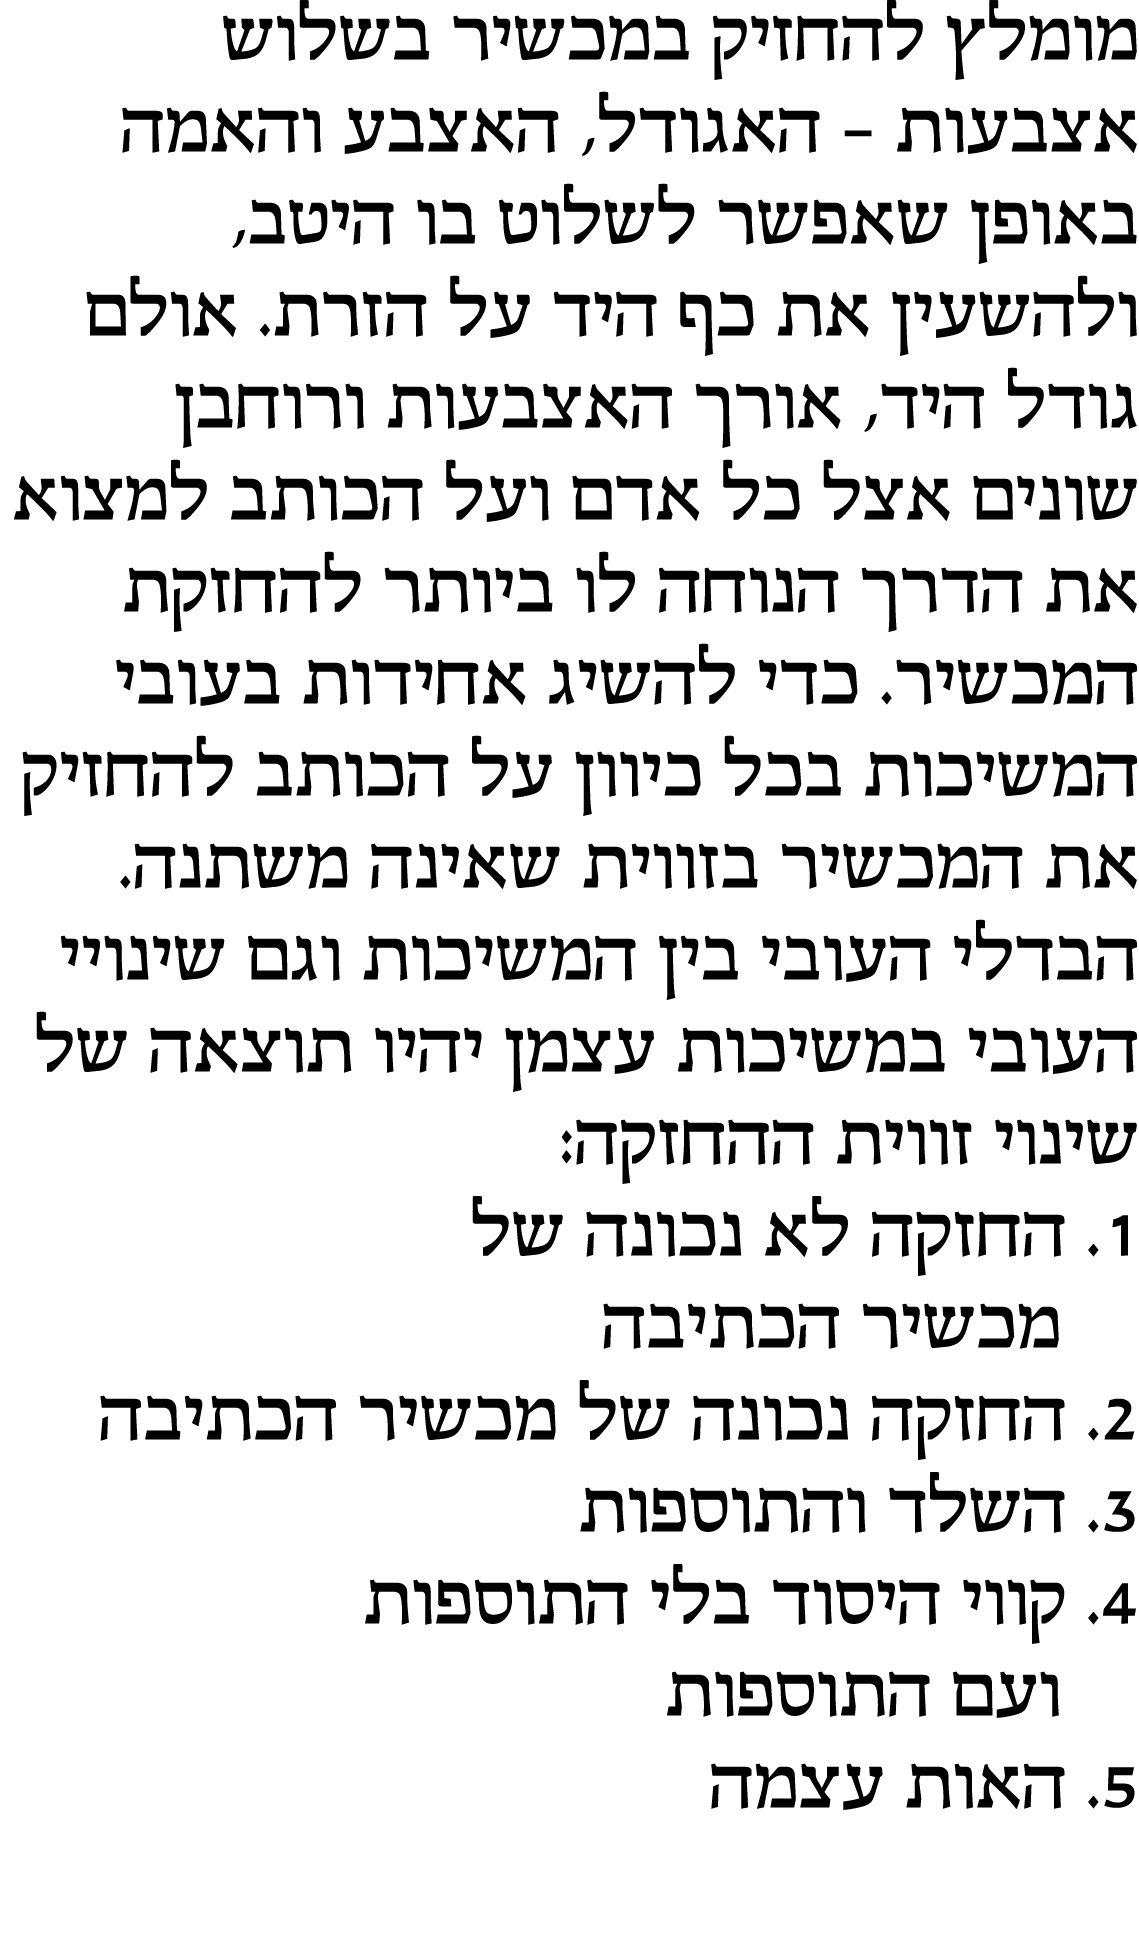 מומלץ להחזיק במכשיר בשלוש
אצבעות – האגודל, האצבע והאמה
באופן שאפשר לשלוט בו היטב,
ולהשעין את כף היד על הזרת. אולם
גודל היד, אורך האצבעות ורוחבן
שונים אצל כל אדם ועל הכותב למצוא
את הדרך הנוחה לו ביותר להחזקת
המכשיר. כדי להשיג אחידות בעובי
המשיכות בכל כיוון על הכותב להחזיק
את המכשיר בזווית שאינה משתנה.
הבדלי העובי בין המשיכות וגם שינויי
העובי במשיכות עצמן יהיו תוצאה של
שינוי זווית ההחזקה:
1. החזקה לא נכונה של
מכשיר הכתיבה
2. החזקה נכונה של מכשיר הכתיבה
3. השלד והתוספות
4. קווי היסוד בלי התוספות
ועם התוספות
5. האות עצמה